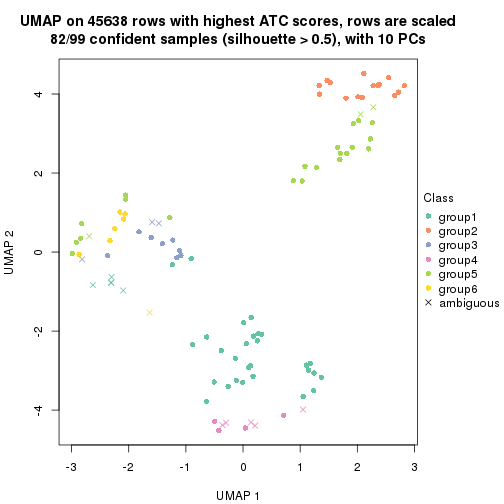 UMAP on 45638 rows with highest ATC scores, rows are scaled
82/99 confident samples (silhouette > 0.5), with 10 PCs
4
2
0
-2
-4
UMAP 2
-3
-2
-1
0
1
2
3
UMAP 1
Class
group1
group2
group3
group4
group5
group6
ambiguous